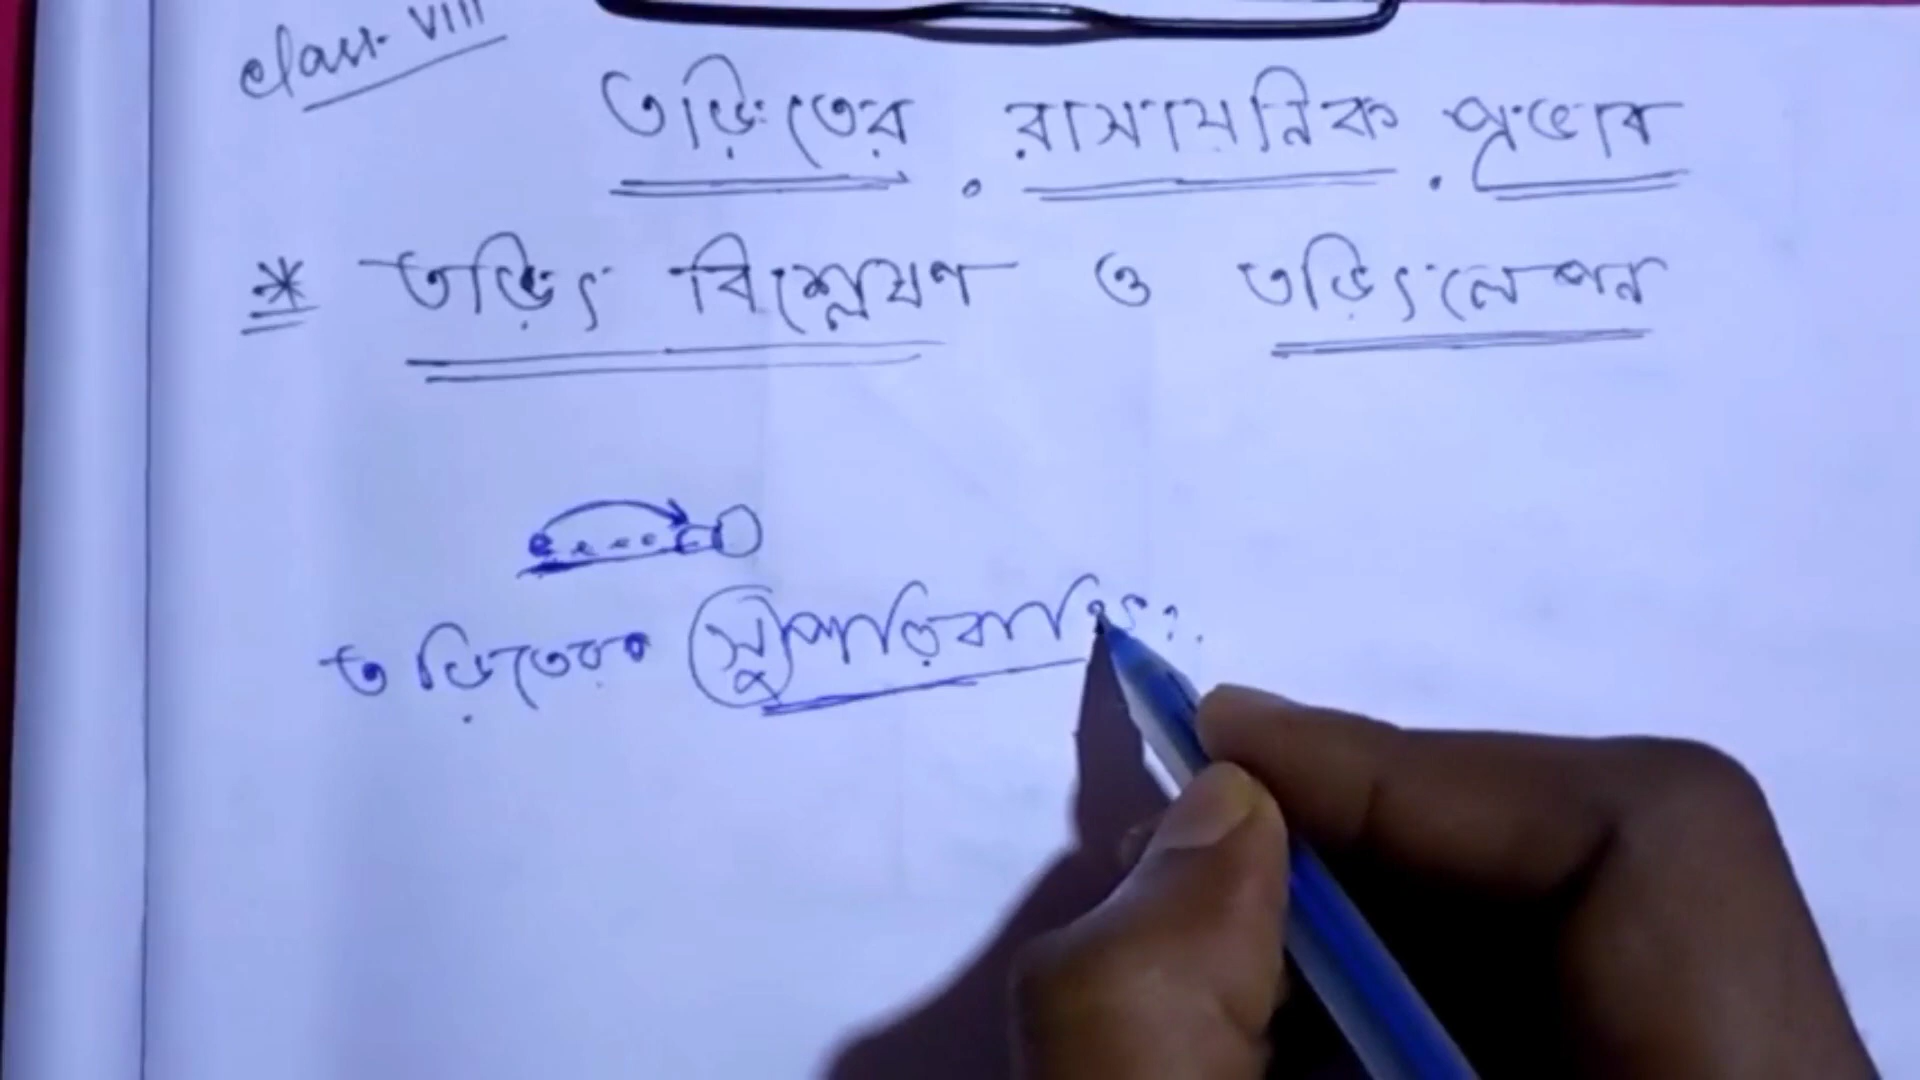 Class- VIII
তড়িতের রাসায়নিক প্রভাব
* তড়িৎ বিশ্লেষণ ও তড়িৎলেপন
e
তড়িতের সুপরিবাহি